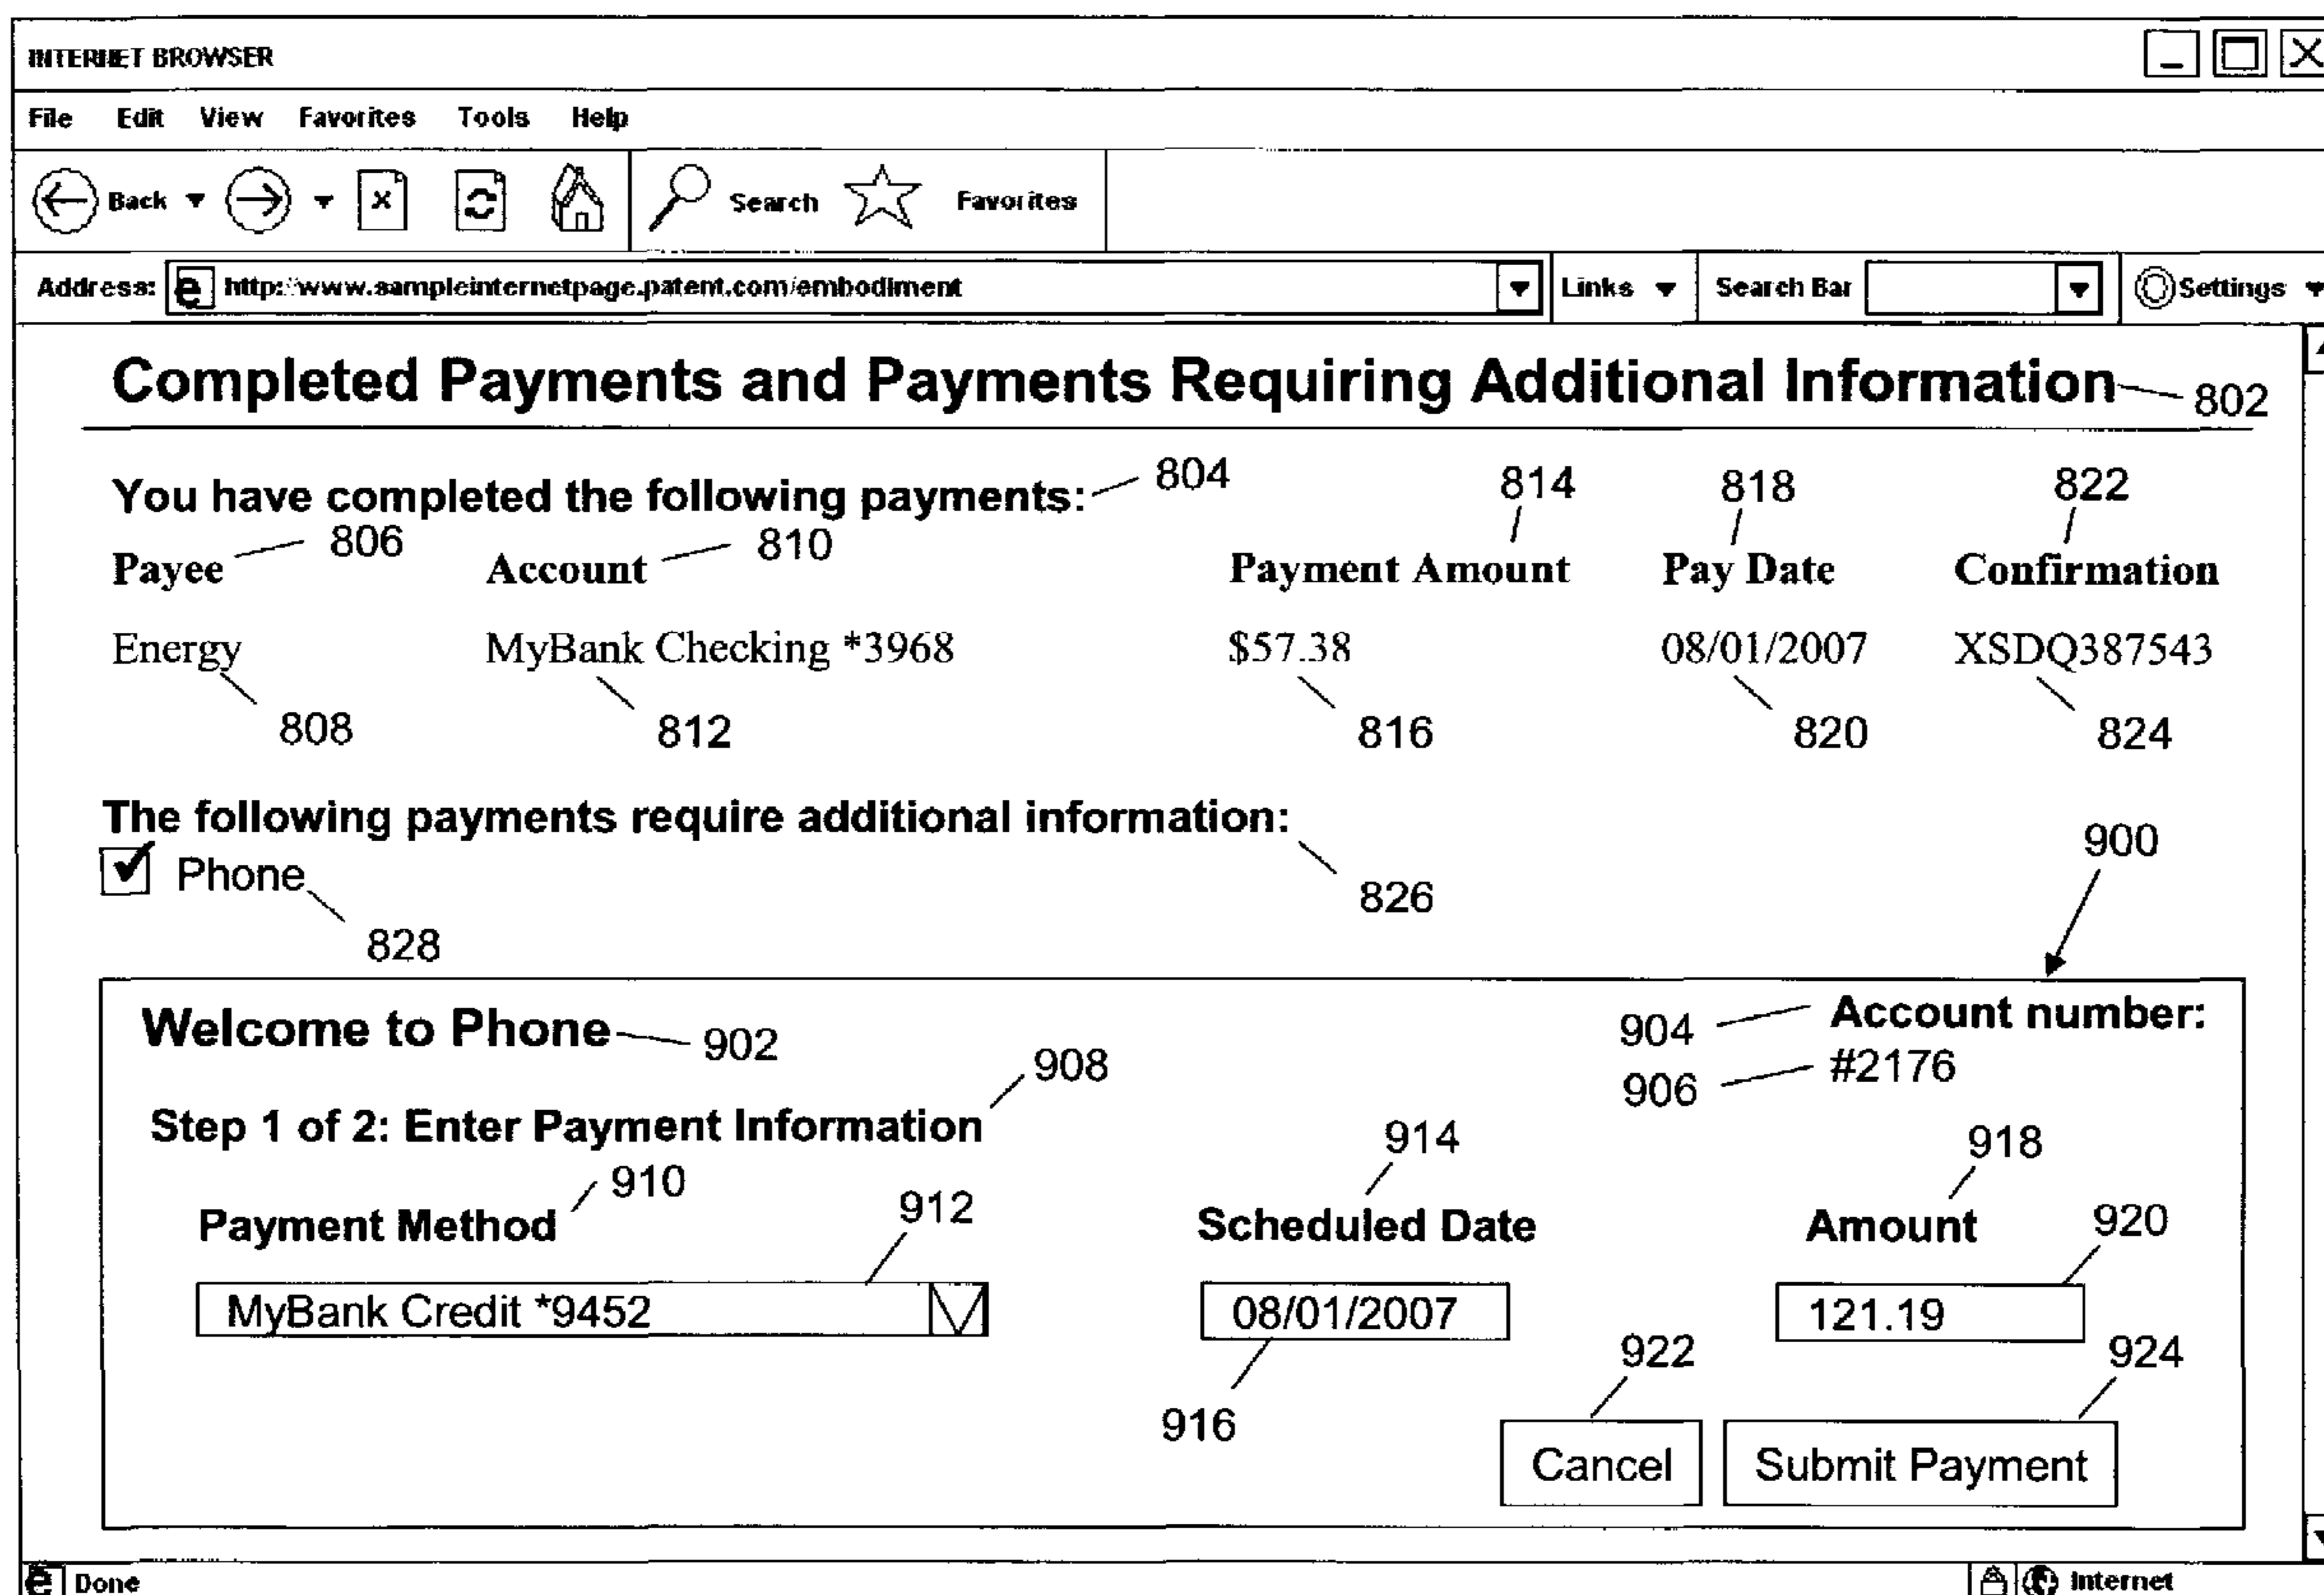 INTERNET BROWSER
File Edit View Favorites Tools Help
Back Search Favorites
Address: http://www.sampleinternetpage.patent.com/embodiment Links Search Bar Settings
Completed Payments and Payments Requiring Additional Information 802
You have completed the following payments: 804 814 818 822
806 810
Payee Account Payment Amount Pay Date Confirmation
Energy MyBank Checking *3968 $57.38 08/01/2007 XSDQ387543
808 812 816 820 824
The following payments require additional information:
900
Phone 826
828
Welcome to Phone 902 904 Account number:
908 906 #2176
Step 1 of 2: Enter Payment Information 914 918
910 912 920
Payment Method Scheduled Date Amount
MyBank Credit *9452 08/01/2007 121.19
922 924
916
Cancel Submit Payment
Done Internet